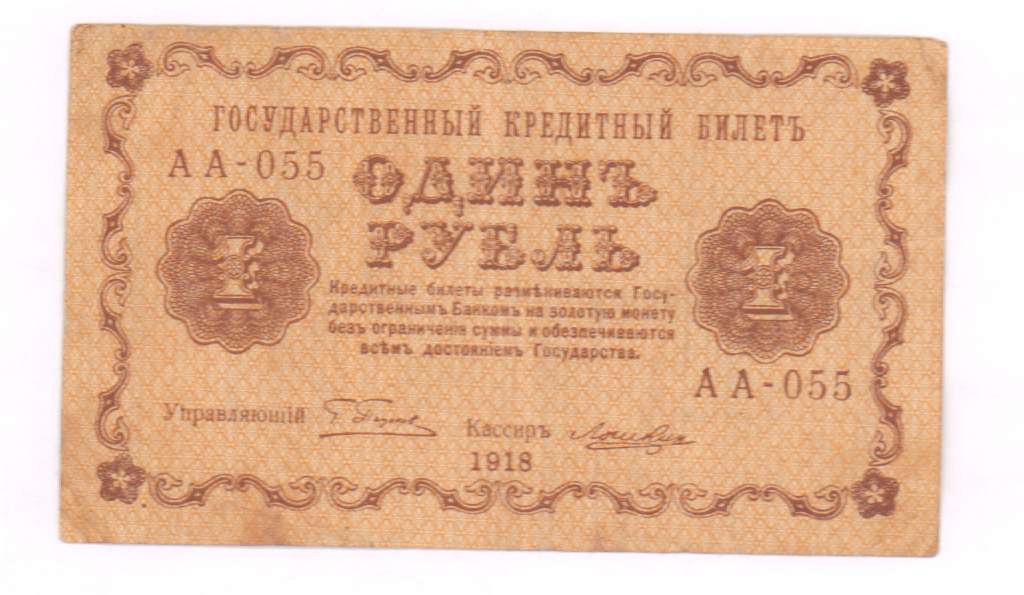 ГОСУДАРСТВЕННЫЙ КРЕДИТНЫЙ БИЛЕТЪ
АА-055
ОДИНЪ
РУБЛЬ
1
1
Кредитные билеты размѣниваются Госу-
дарственнымъ Банкомъ на золотую монету
безъ ограниченія суммы и обезпечиваются
всѣмъ достояніемъ Государства.
АА-055
Управляющій
Кассиръ
1918